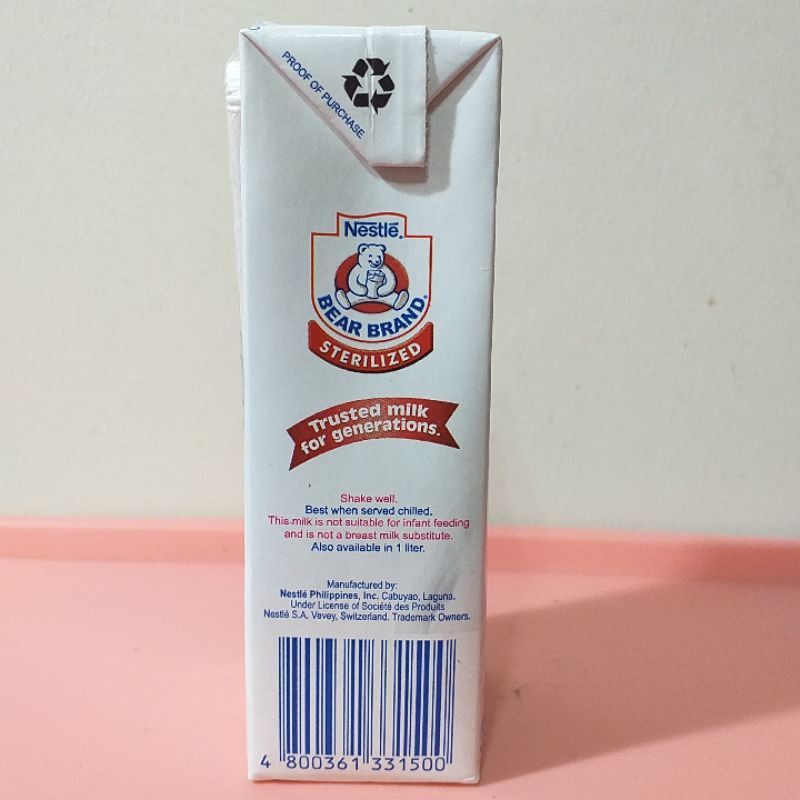 PROOF OF PURCHASE
Nestlé®
BEAR BRAND®
STERILIZED
Trusted milk
for generations.
Shake well.
Best when served chilled.
This milk is not suitable for infant feeding
and is not a breast milk substitute.
Also available in 1 liter.
Manufactured by:
Nestlé Philippines, Inc. Cabuyao, Laguna.
Under License of Société des Produits
Nestlé S.A. Vevey, Switzerland. Trademark Owners.
4 800361 331500